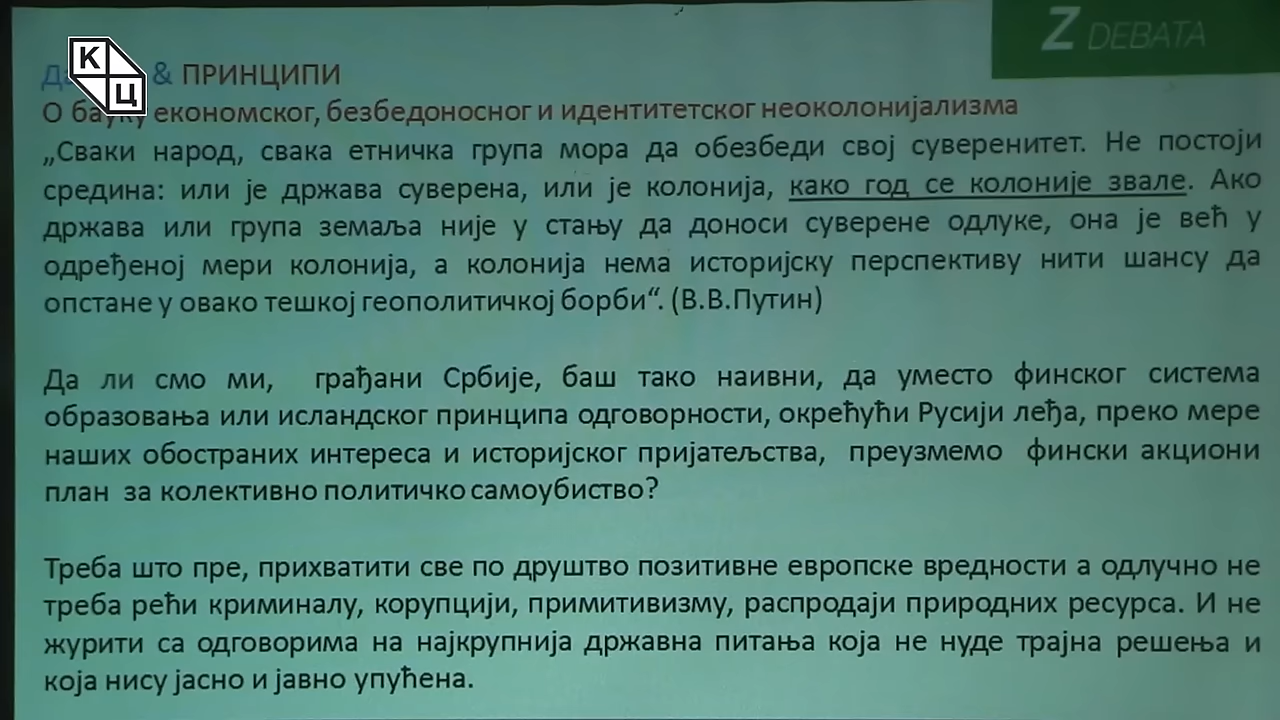 К
Ц
Z DEBATA
& ПРИНЦИПИ
О бауку економског, безбедоносног и идентитетског неоколонијализма
„Сваки народ, свака етничка група мора да обезбеди свој суверенитет. Не постоји
средина: или је држава суверена, или је колонија, како год се колоније звале. Ако
држава или група земаља није у стању да доноси суверене одлуке, она је већ у
одређеној мери колонија, а колонија нема историјску перспективу нити шансу да
опстане у овако тешкој геополитичкој борби“. (В.В.Путин)
Да ли смо ми, грађани Србије, баш тако наивни, да уместо финског система
образовања или исландског принципа одговорности, окрећући Русији леђа, преко мере
наших обостраних интереса и историјског пријатељства, преузмемо фински акциони
план за колективно политичко самоубиство?
Треба што пре, прихватити све по друштво позитивне европске вредности а одлучно не
треба рећи криминалу, корупцији, примитивизму, распродаји природних ресурса. И не
журити са одговорима на најкрупнија државна питања која не нуде трајна решења и
која нису јасно и јавно упућена.